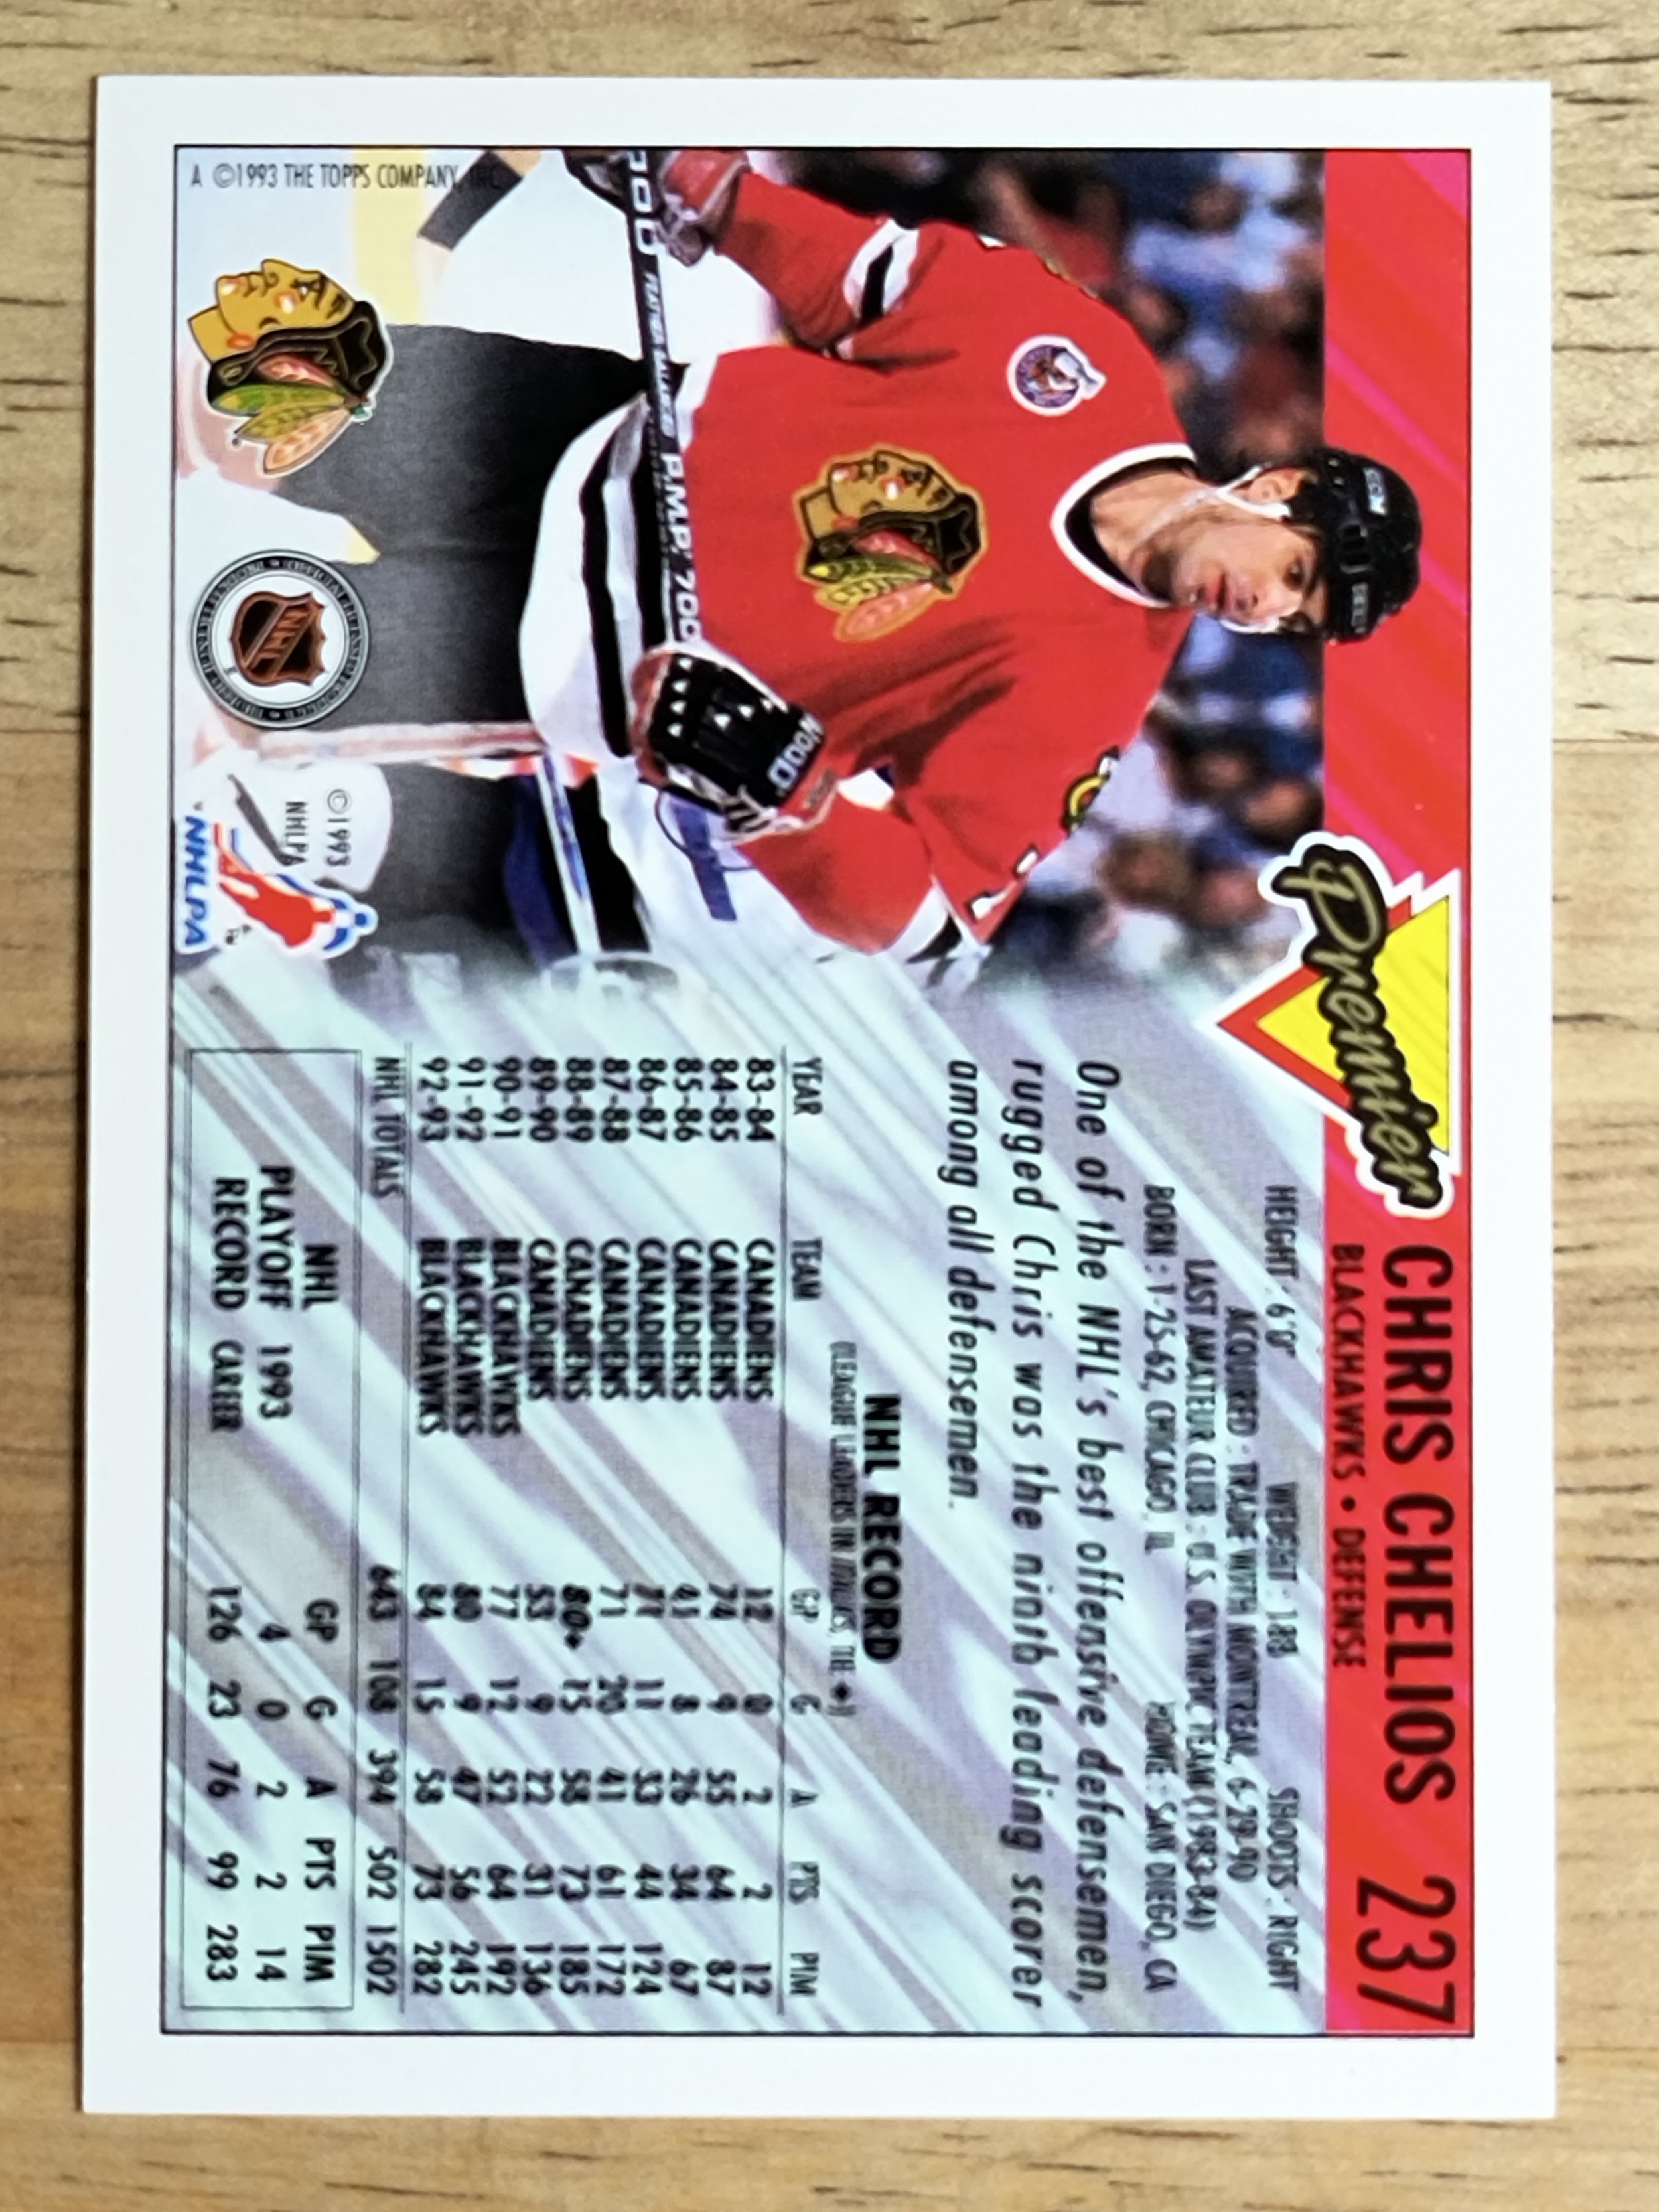 Premier
CHRIS CHELIOS 237
BLACKHAWKS • DEFENSE
HEIGHT · 6'0" WEIGHT · 188 SHOOTS · RIGHT
ACQUIRED · TRADE WITH MONTREAL, 6-29-90
LAST AMATEUR CLUB · U.S. OLYMPIC TEAM (1983-84)
BORN · 1-25-62, CHICAGO, IL HOME · SAN DIEGO, CA
One of the NHL's best offensive defensemen,
rugged Chris was the ninth leading scorer
among all defensemen.
NHL RECORD
(LEAGUE LEADERS IN ITALICS, TIE ♦)
YEAR TEAM GP G A PTS PIM
83-84 CANADIENS 12 0 2 2 12
84-85 CANADIENS 74 9 55 64 87
85-86 CANADIENS 41 8 26 34 67
86-87 CANADIENS 71 11 33 44 124
87-88 CANADIENS 71 20 41 61 172
88-89 CANADIENS 80♦ 15 58 73 185
89-90 CANADIENS 53 9 22 31 136
90-91 BLACKHAWKS 77 12 52 64 192
91-92 BLACKHAWKS 80 9 47 56 245
92-93 BLACKHAWKS 84 15 58 73 282
NHL TOTALS 643 108 394 502 1502
NHL GP G A PTS PIM
PLAYOFF 1993 4 0 2 2 14
RECORD CAREER 126 23 76 99 283
A ©1993 THE TOPPS COMPANY, INC.
NHL
©1993
NHLPA
NHLPA
TM
P.M.P. 700